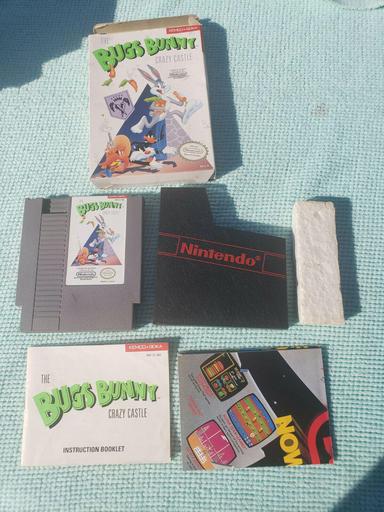 KEMCO★SEIKA
THE
BUGS BUNNY
CRAZY CASTLE
BUGS BUNNY
Nintendo®
KEMCO★SEIKA
THE
BUGS BUNNY
CRAZY CASTLE
INSTRUCTION BOOKLET
NOW